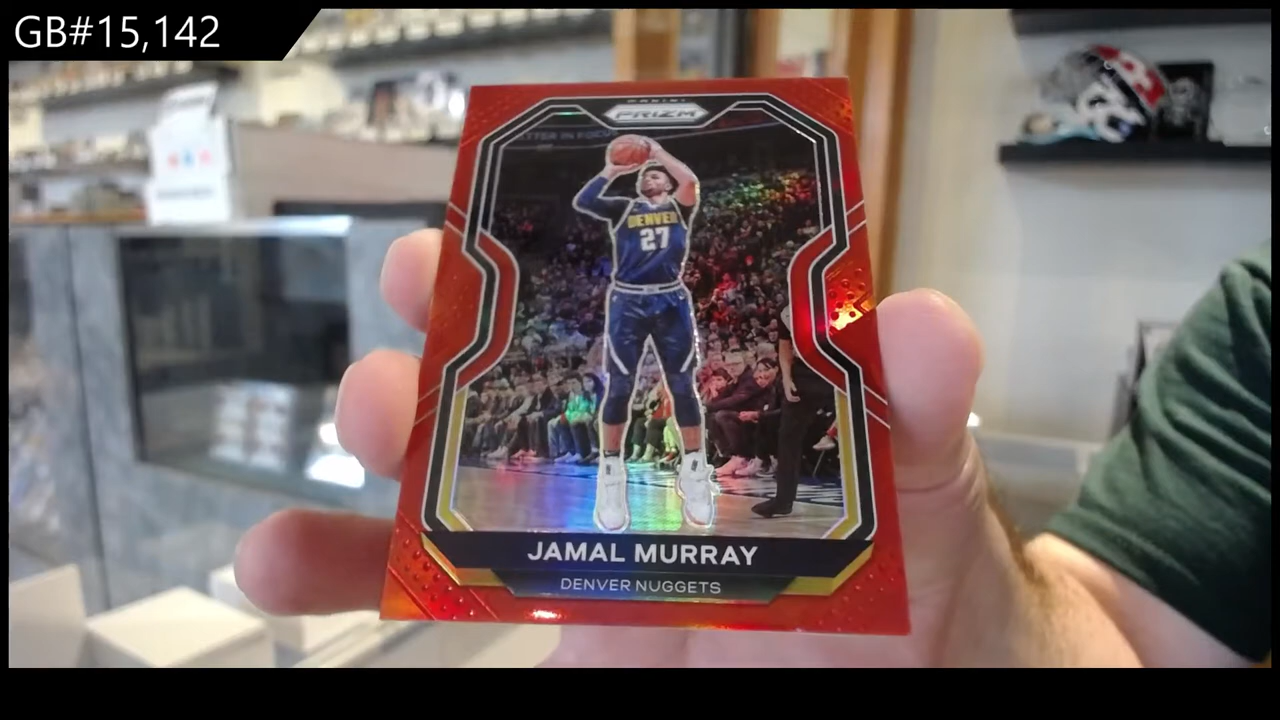 GB#15,142
PANINI
PRIZM
DENVER
27
JAMAL MURRAY
DENVER NUGGETS